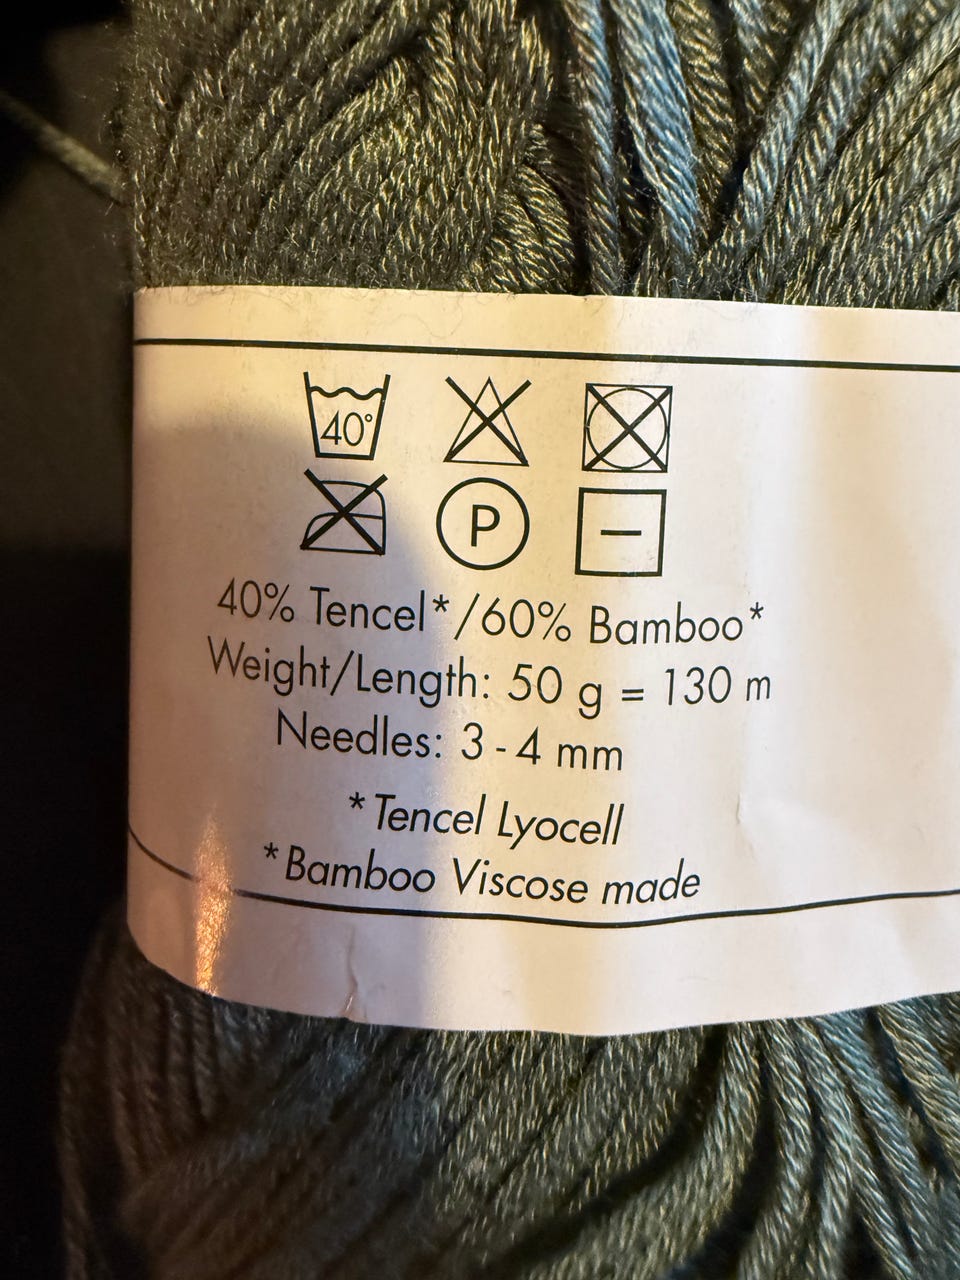 40°
P
40% Tencel*/60% Bamboo*
Weight/Length: 50 g = 130 m
Needles: 3 - 4 mm
*Tencel Lyocell
*Bamboo Viscose made